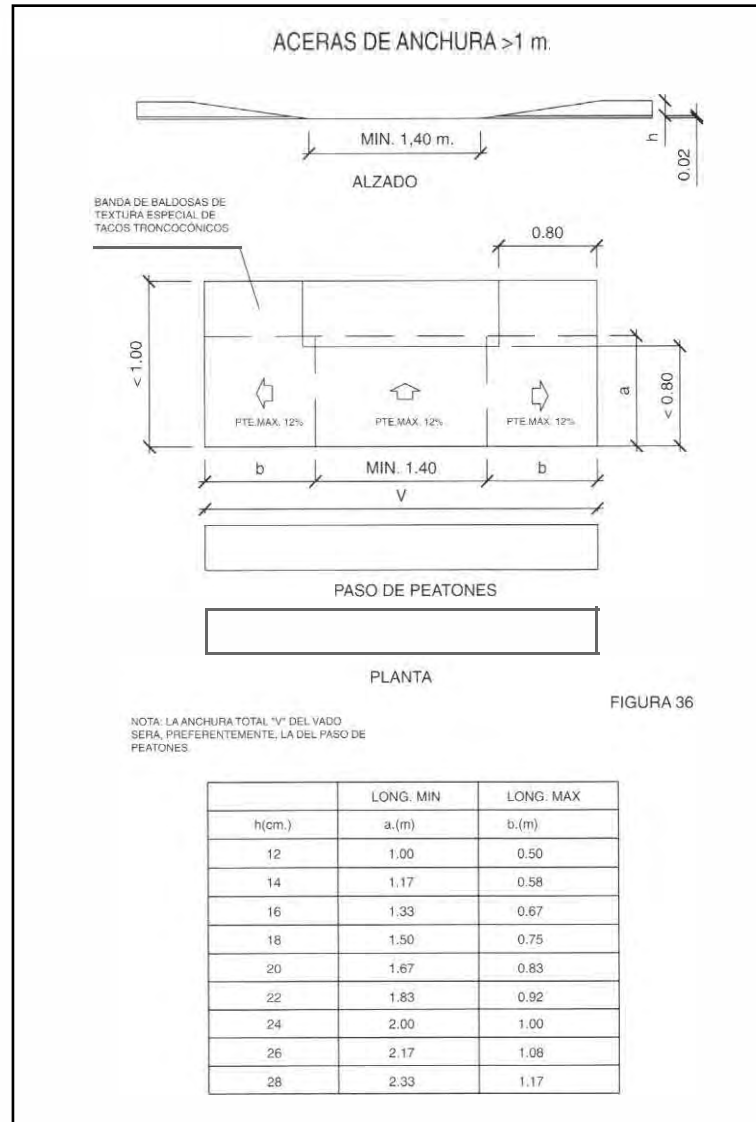 ACERAS DE ANCHURA >1 m.
MIN. 1,40 m.
h
0.02
ALZADO
BANDA DE BALDOSAS DE
TEXTURA ESPECIAL DE
TACOS TRONCOCÓNICOS
0.80
< 1.00
a
< 0.80
PTE.MAX. 12% PTE.MAX. 12% PTE.MAX. 12%
b MIN. 1.40 b
V
PASO DE PEATONES
PLANTA
FIGURA 36
NOTA: LA ANCHURA TOTAL "V" DEL VADO
SERA, PREFERENTEMENTE, LA DEL PASO DE
PEATONES.
LONG. MIN LONG. MAX
h(cm.) a.(m) b.(m)
12 1.00 0.50
14 1.17 0.58
16 1.33 0.67
18 1.50 0.75
20 1.67 0.83
22 1.83 0.92
24 2.00 1.00
26 2.17 1.08
28 2.33 1.17